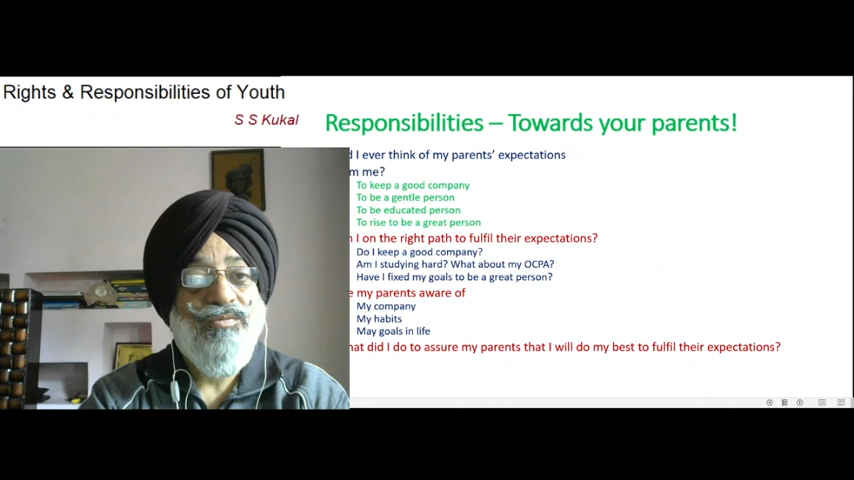 Rights & Responsibilities of Youth
S S Kukal
Responsibilities – Towards your parents!
I ever think of my parents' expectations
me?
To keep a good company
To be a gentle person
To be educated person
To rise to be a great person
I on the right path to fulfil their expectations?
Do I keep a good company?
Am I studying hard? What about my OCPA?
Have I fixed my goals to be a great person?
my parents aware of
My company
My habits
May goals in life
did I do to assure my parents that I will do my best to fulfil their expectations?